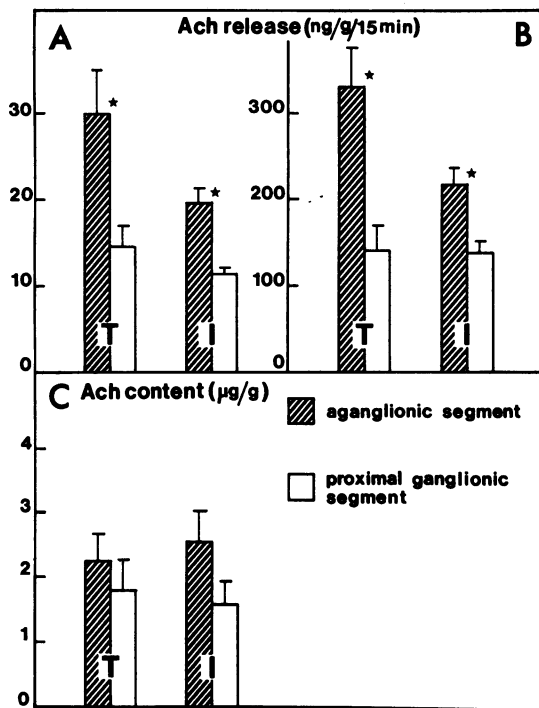 A Ach release (ng/g/15min) B
30
20
10
0
★
★
T
I
300
200
100
0
★
★
T
I
C Ach content (µg/g)
4
3
2
1
0
T
I
aganglionic segment
proximal ganglionic
segment